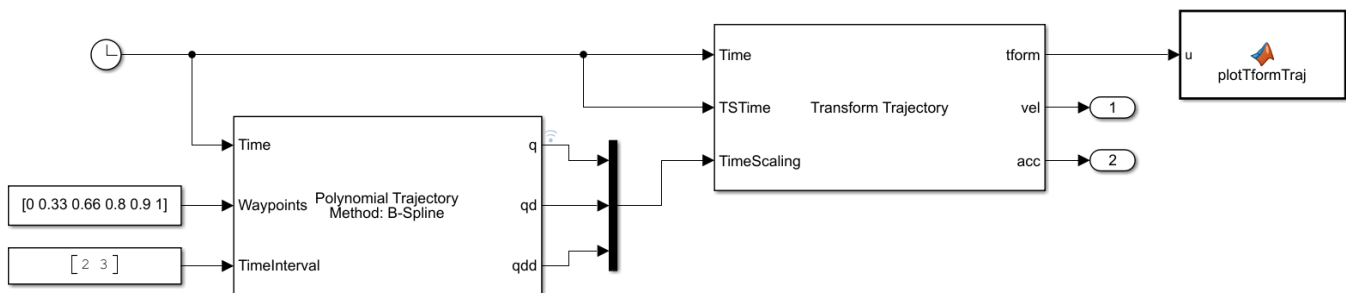 u
plotTformTraj
Time
TSTime
TimeScaling
Transform Trajectory
tform
vel
acc
1
2
Time
Waypoints
TimeInterval
Polynomial Trajectory
Method: B-Spline
q
qd
qdd
[0 0.33 0.66 0.8 0.9 1]
[2 3]